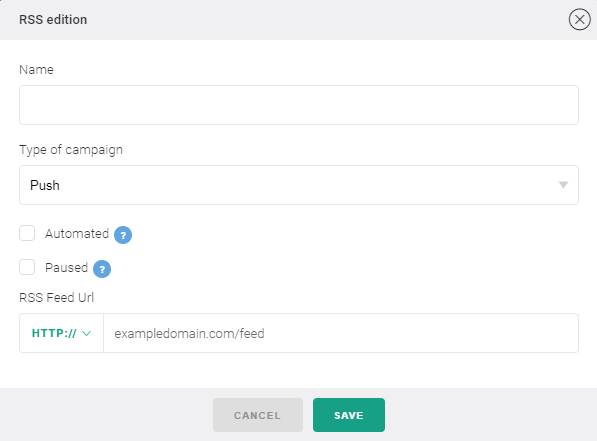 RSS edition
Name
Type of campaign
Push
Automated ?
Paused ?
RSS Feed Url
HTTP:// exampledomain.com/feed
CANCEL SAVE